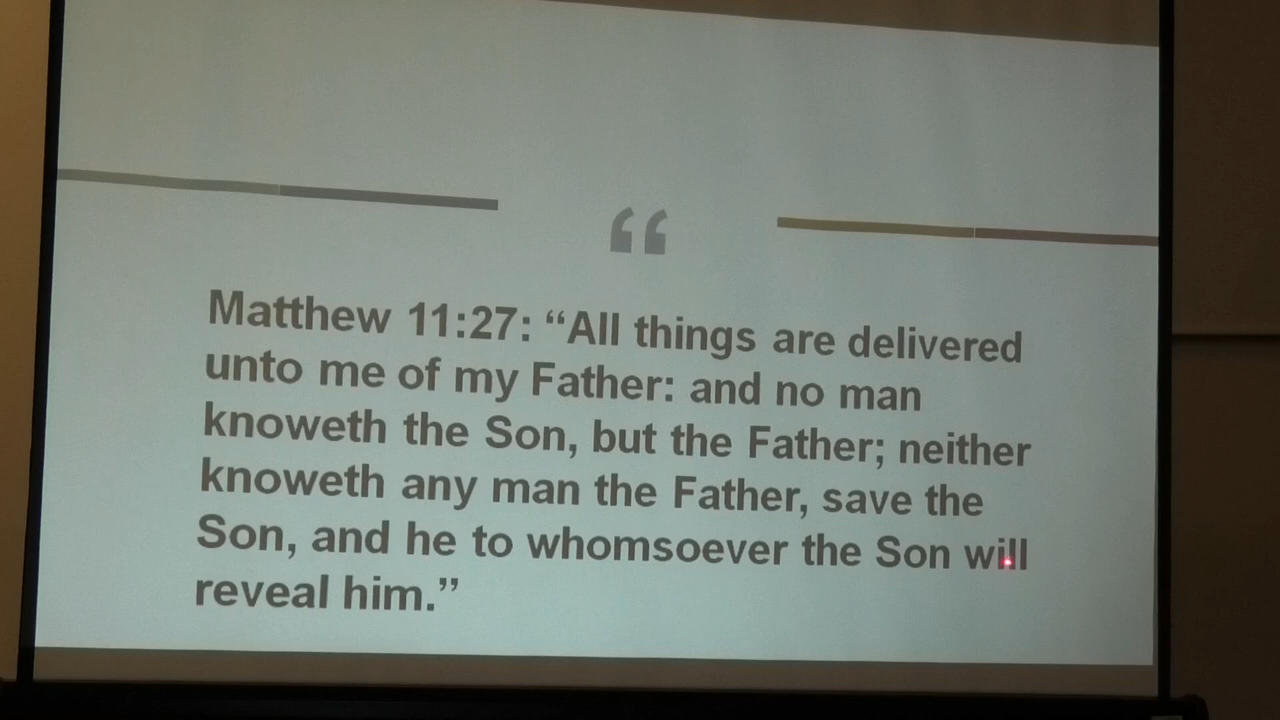 “
Matthew 11:27: “All things are delivered
unto me of my Father: and no man
knoweth the Son, but the Father; neither
knoweth any man the Father, save the
Son, and he to whomsoever the Son will
reveal him.”